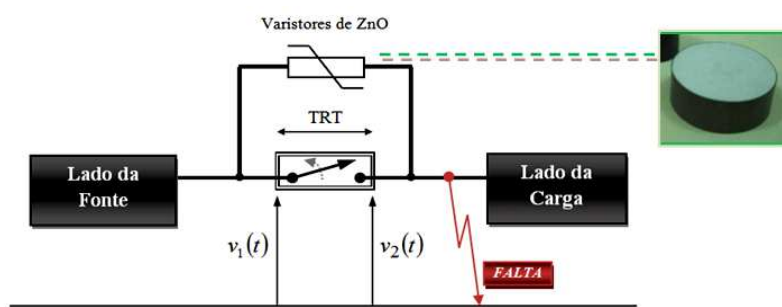 Varistores de ZnO
TRT
Lado da
Fonte
Lado da
Carga
v₁(t)
v₂(t)
FALTA